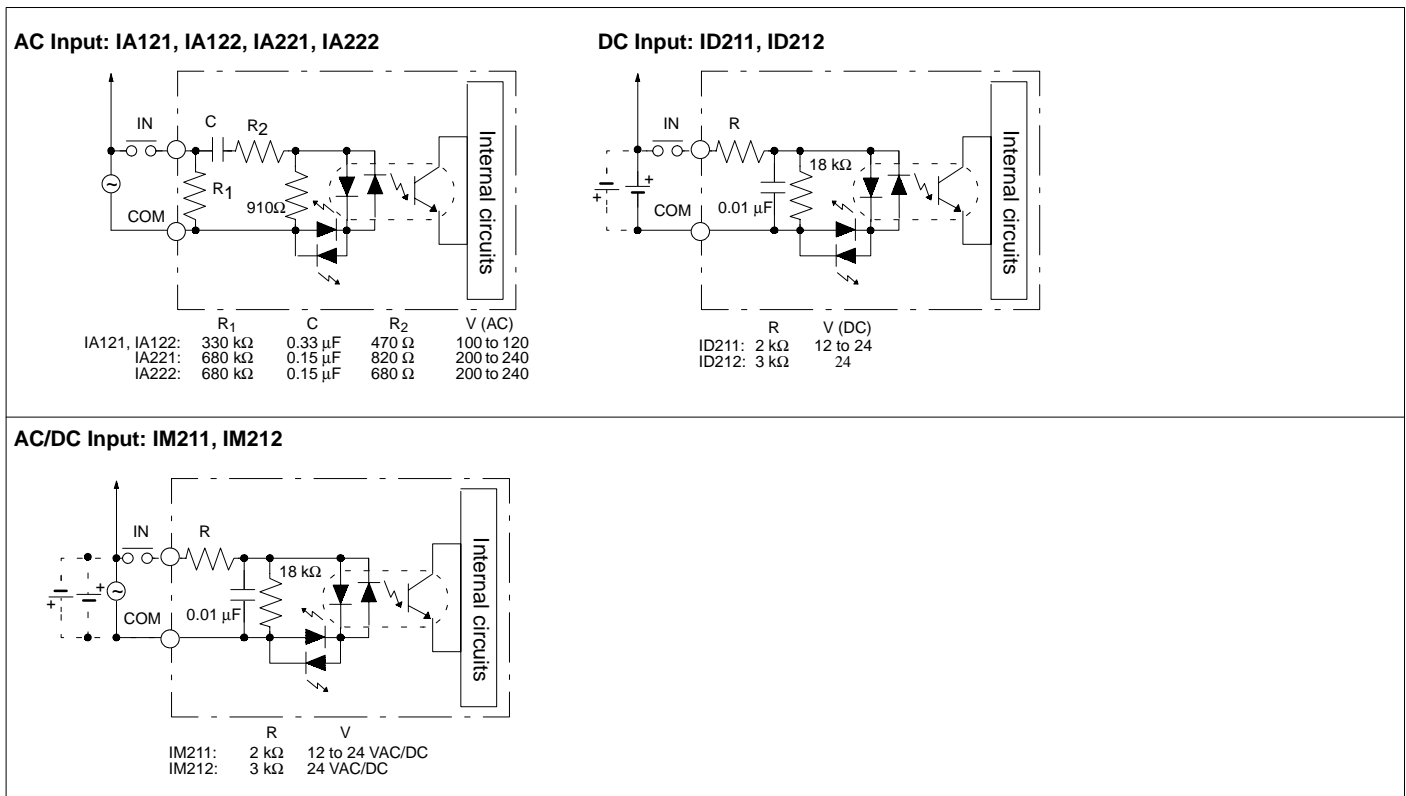 AC Input: IA121, IA122, IA221, IA222
IN
C
R2
R1
910Ω
COM
Internal circuits
R1 C R2 V (AC)
IA121, IA122: 330 kΩ 0.33 μF 470 Ω 100 to 120
IA221: 680 kΩ 0.15 μF 820 Ω 200 to 240
IA222: 680 kΩ 0.15 μF 680 Ω 200 to 240
DC Input: ID211, ID212
IN
R
18 kΩ
+
+
COM
0.01 μF
Internal circuits
R V (DC)
ID211: 2 kΩ 12 to 24
ID212: 3 kΩ 24
AC/DC Input: IM211, IM212
IN
R
18 kΩ
+
+
COM
0.01 μF
Internal circuits
R V
IM211: 2 kΩ 12 to 24 VAC/DC
IM212: 3 kΩ 24 VAC/DC